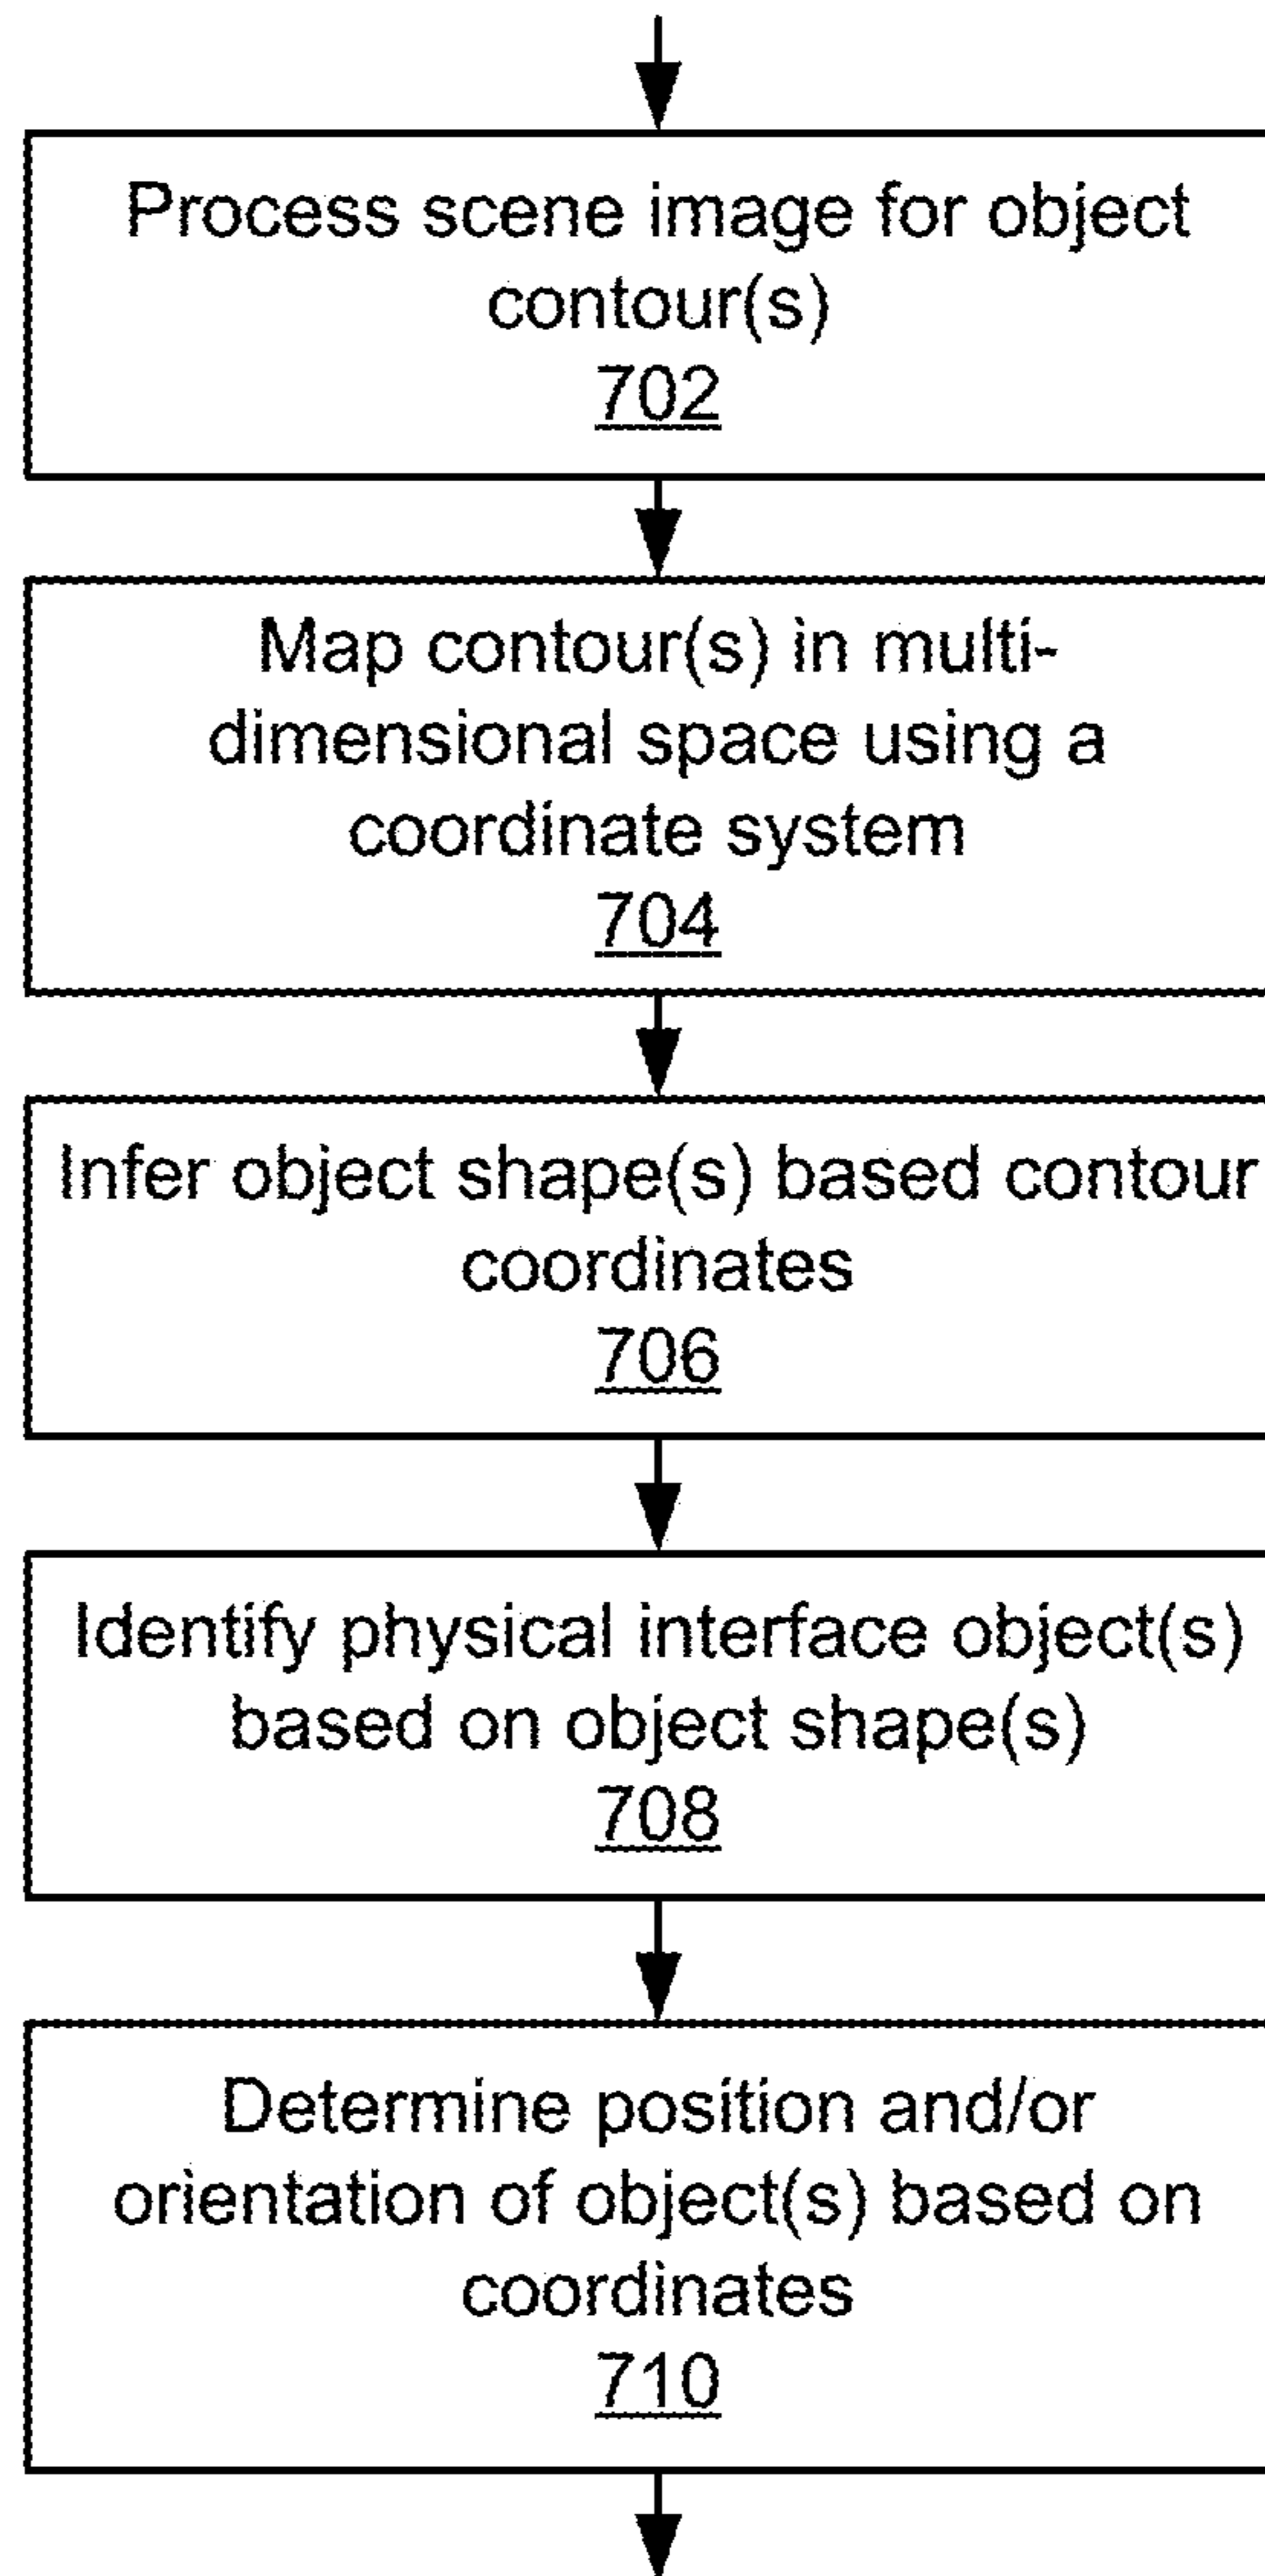 Process scene image for object
contour(s)
702
Map contour(s) in multi-
dimensional space using a
coordinate system
704
Infer object shape(s) based contour
coordinates
706
Identify physical interface object(s)
based on object shape(s)
708
Determine position and/or
orientation of object(s) based on
coordinates
710